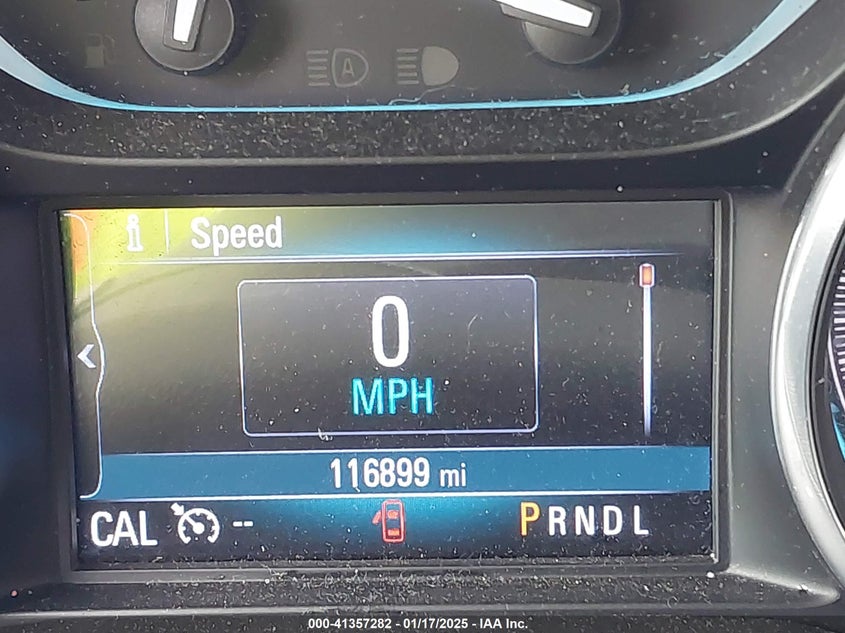 A
i Speed
0
MPH
116899 mi
CAL --
PRNDL
000-41357282 - 01/17/2025 - IAA Inc.